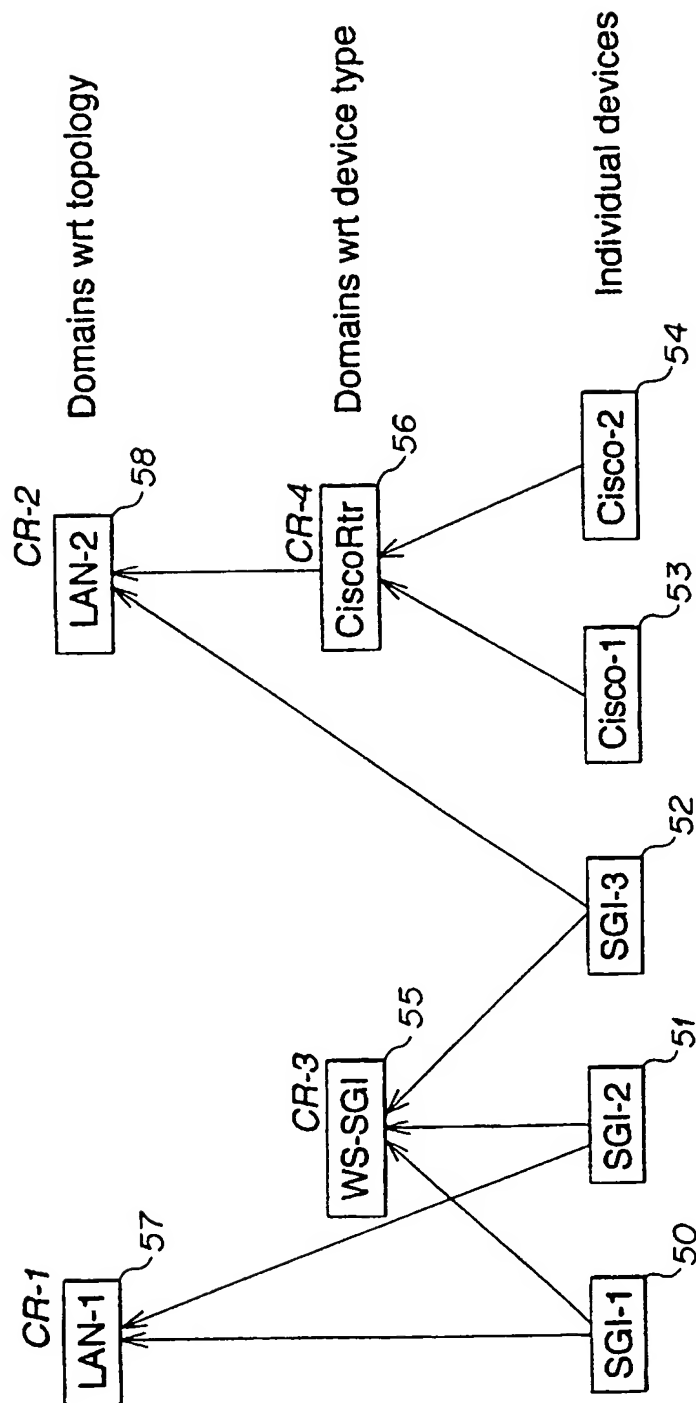 CR-1
LAN-1
57
CR-2
LAN-2
58
Domains wrt topology
CR-3
WS-SGI
55
CR-4
CiscoRtr
56
Domains wrt device type
SGI-1
50
SGI-2
51
SGI-3
52
Cisco-1
53
Cisco-2
54
Individual devices